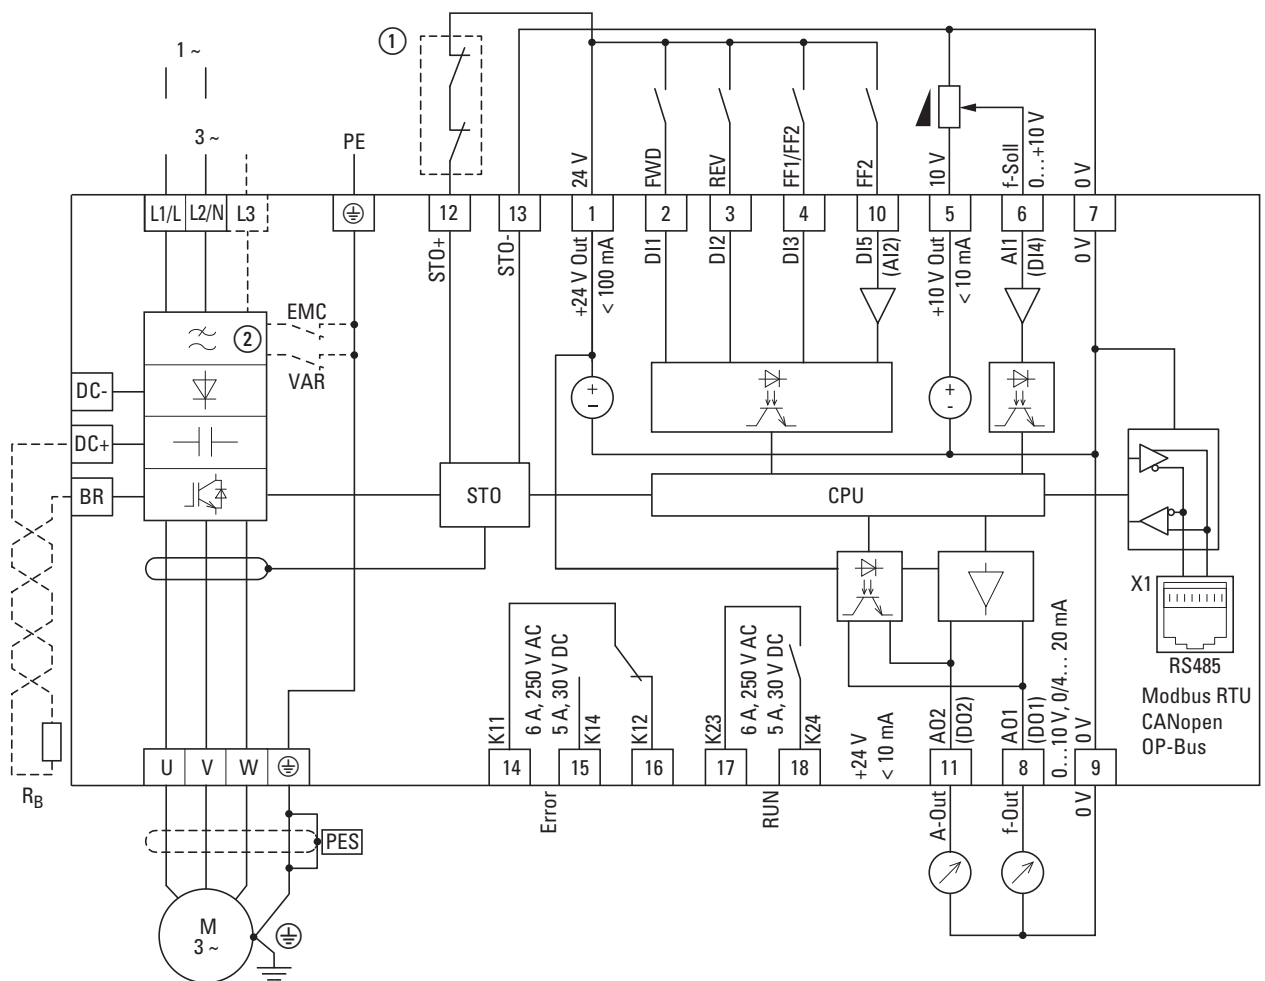 1 ~
3 ~
PE
1
24 V
FWD
REV
FF1/FF2
FF2
10 V
f-Soll
0…+10 V
0 V
L1/L
L2/N
L3
12
13
1
2
3
4
10
5
6
7
STO+
STO-
+24 V Out
< 100 mA
DI1
DI2
DI3
DI5
(AI2)
+10 V Out
< 10 mA
AI1
(DI4)
0 V
EMC
2
VAR
DC-
DC+
BR
+
−
+
-
STO
CPU
X1
RS485
Modbus RTU
CANopen
OP-Bus
K11
6 A, 250 V AC
5 A, 30 V DC
K14
K12
K23
6 A, 250 V AC
5 A, 30 V DC
K24
+24 V
< 10 mA
AO2
(DO2)
AO1
(DO1)
0…10 V, 0/4… 20 mA
0 V
RB
U
V
W
14
15
16
17
18
11
8
9
Error
RUN
A-Out
f-Out
0 V
PES
M
3 ~